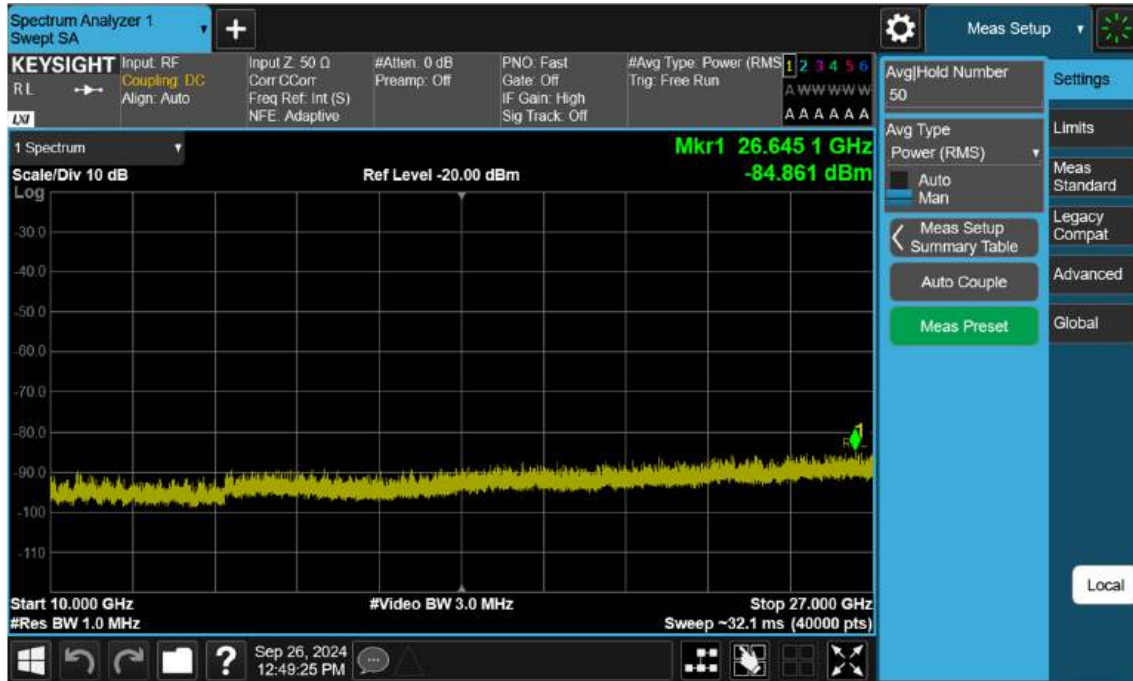 Spectrum Analyzer 1
Swept SA
+
Meas Setup
KEYSIGHT
R L
LXI
Input: RF
Coupling: DC
Align: Auto
Input Z: 50 Ω
Corr CCorr
Freq Ref: Int (S)
NFE: Adaptive
#Atten: 0 dB
Preamp: Off
PNO: Fast
Gate: Off
IF Gain: High
Sig Track: Off
#Avg Type: Power (RMS)
Trig: Free Run
1 2 3 4 5 6
A W W W W W
A A A A A A
1 Spectrum
Mkr1 26.645 1 GHz
Scale/Div 10 dB
Ref Level -20.00 dBm
-84.861 dBm
Log
-30.0
-40.0
-50.0
-60.0
-70.0
-80.0
-90.0
-100
-110
1
Start 10.000 GHz
#Video BW 3.0 MHz
Stop 27.000 GHz
#Res BW 1.0 MHz
Sweep ~32.1 ms (40000 pts)
?
Sep 26, 2024
12:49:25 PM
Avg|Hold Number
50
Avg Type
Power (RMS)
Auto
Man
Meas Setup
Summary Table
Auto Couple
Meas Preset
Settings
Limits
Meas
Standard
Legacy
Compat
Advanced
Global
Local